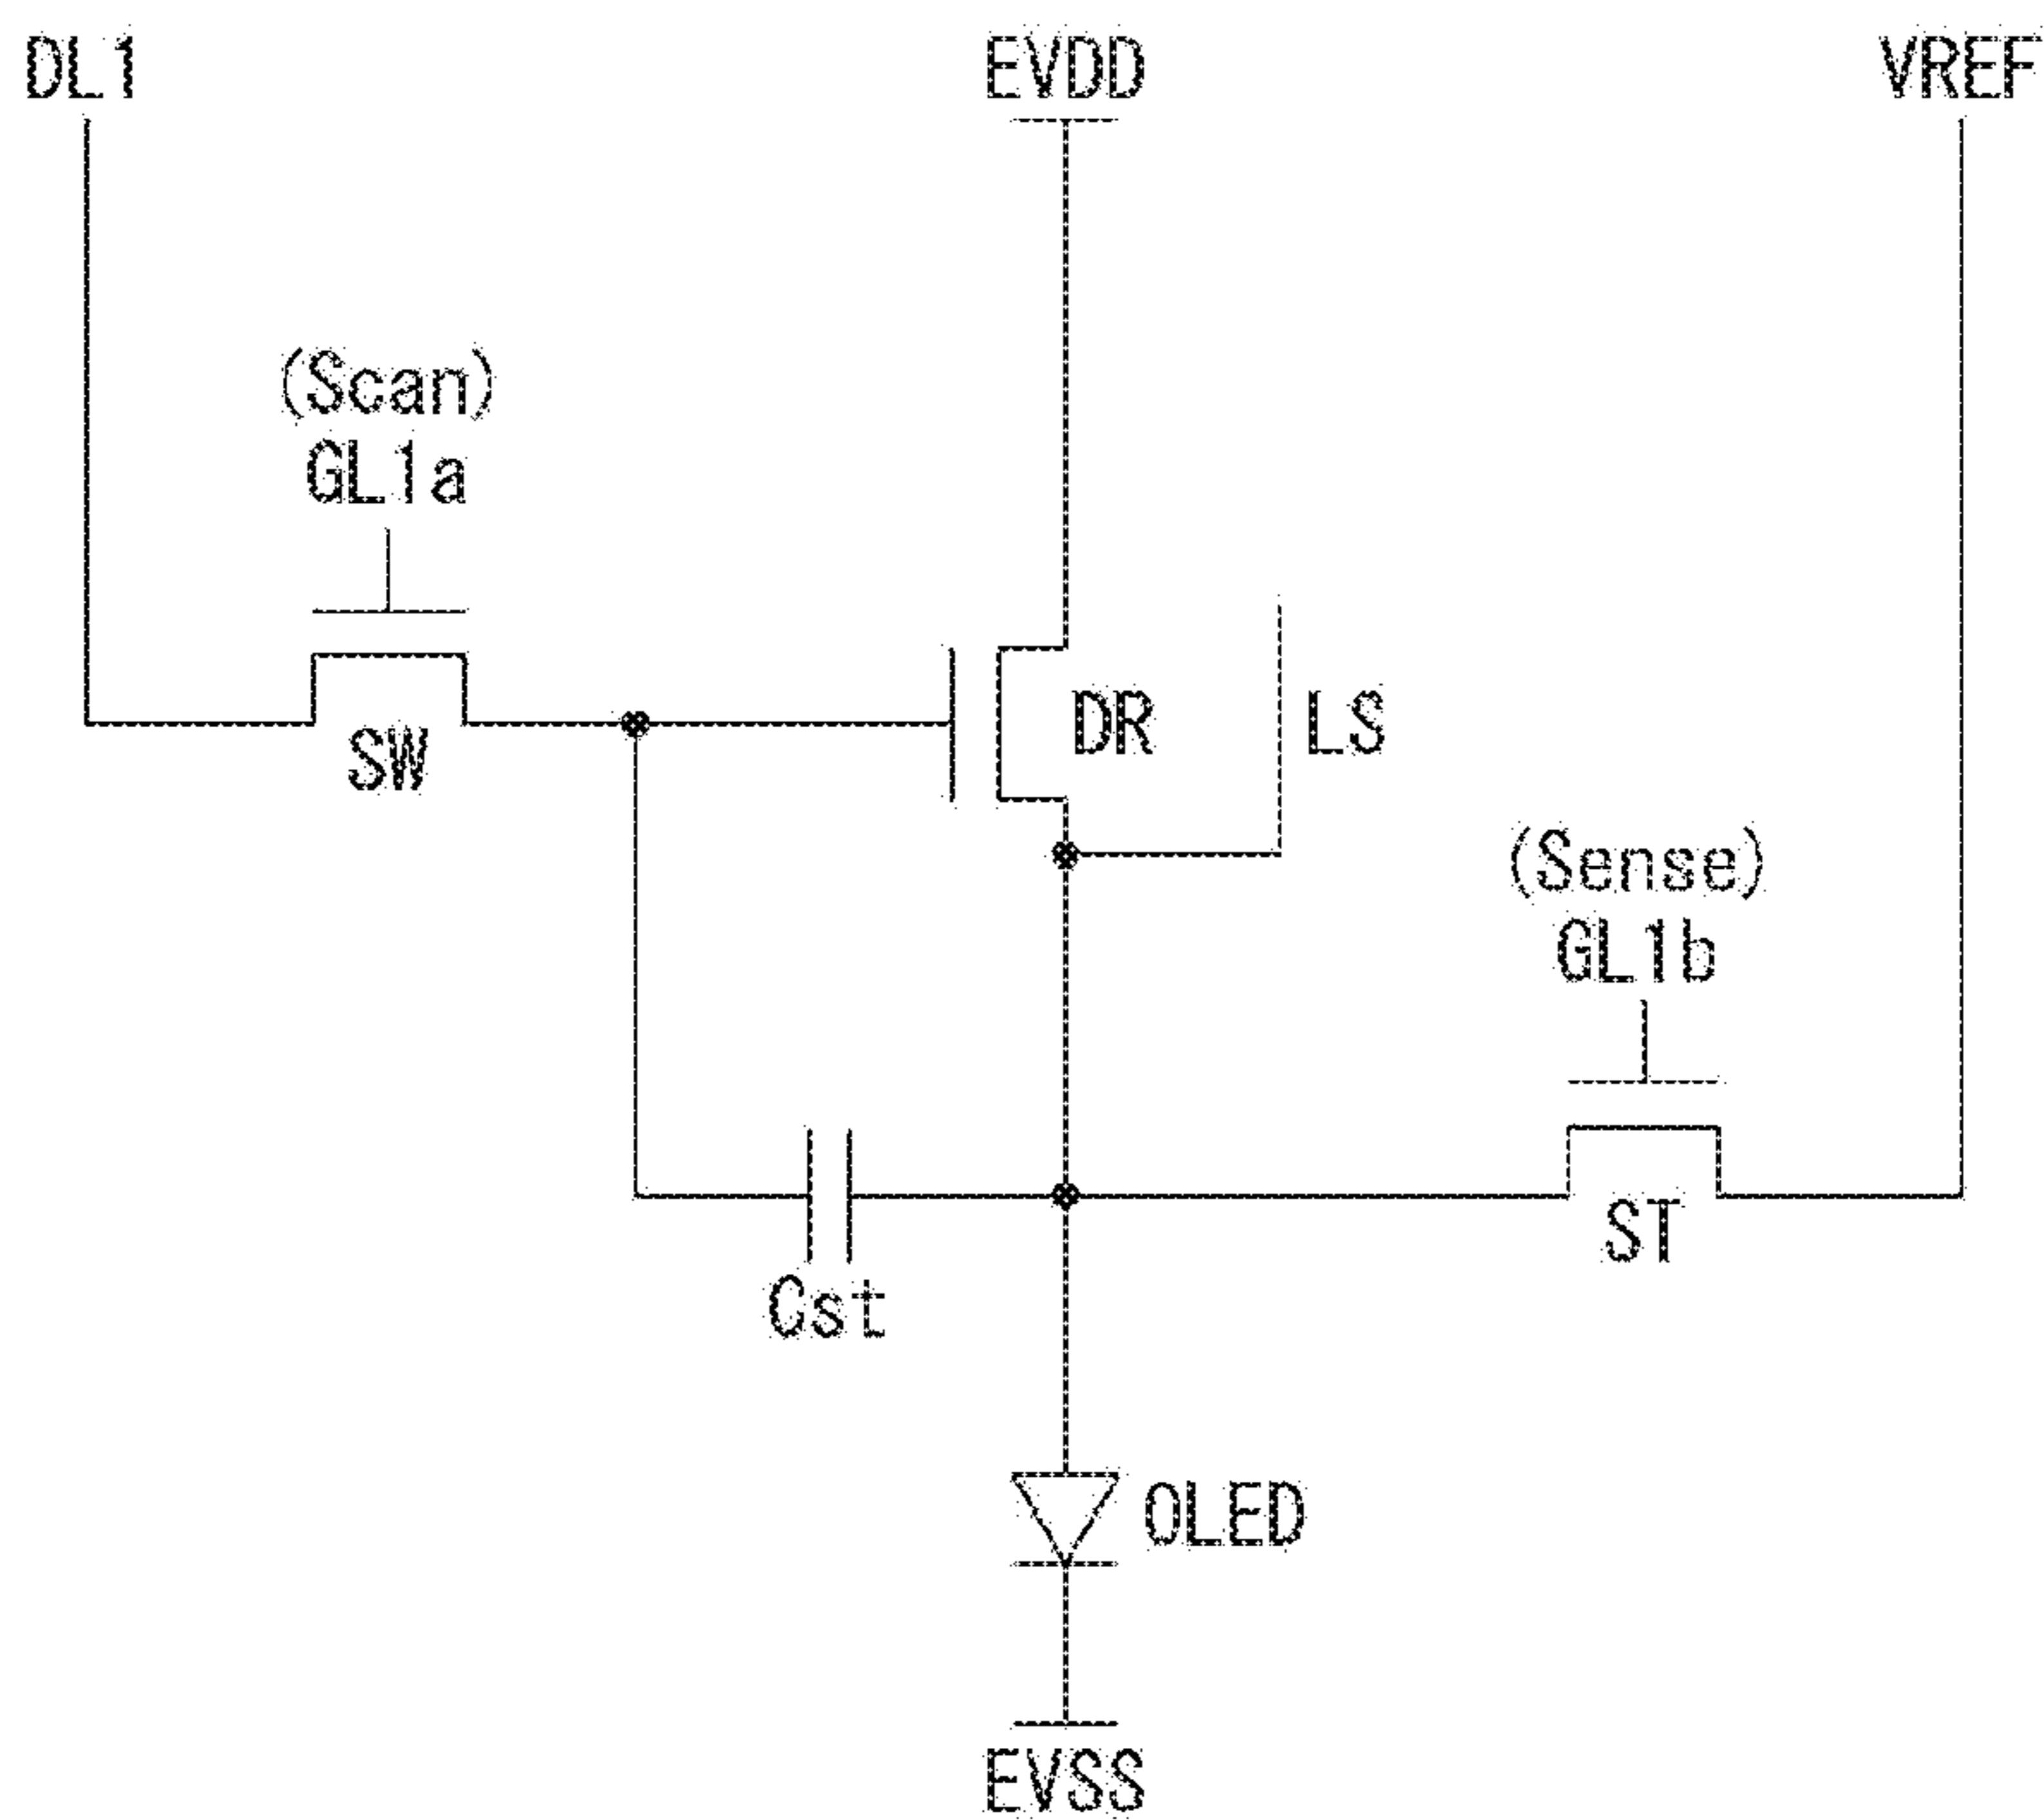 DL1
EVDD
VREF
(Scan)
GL1a
SW
DR
LS
(Sense)
GL1b
ST
Cst
OLED
EVSS